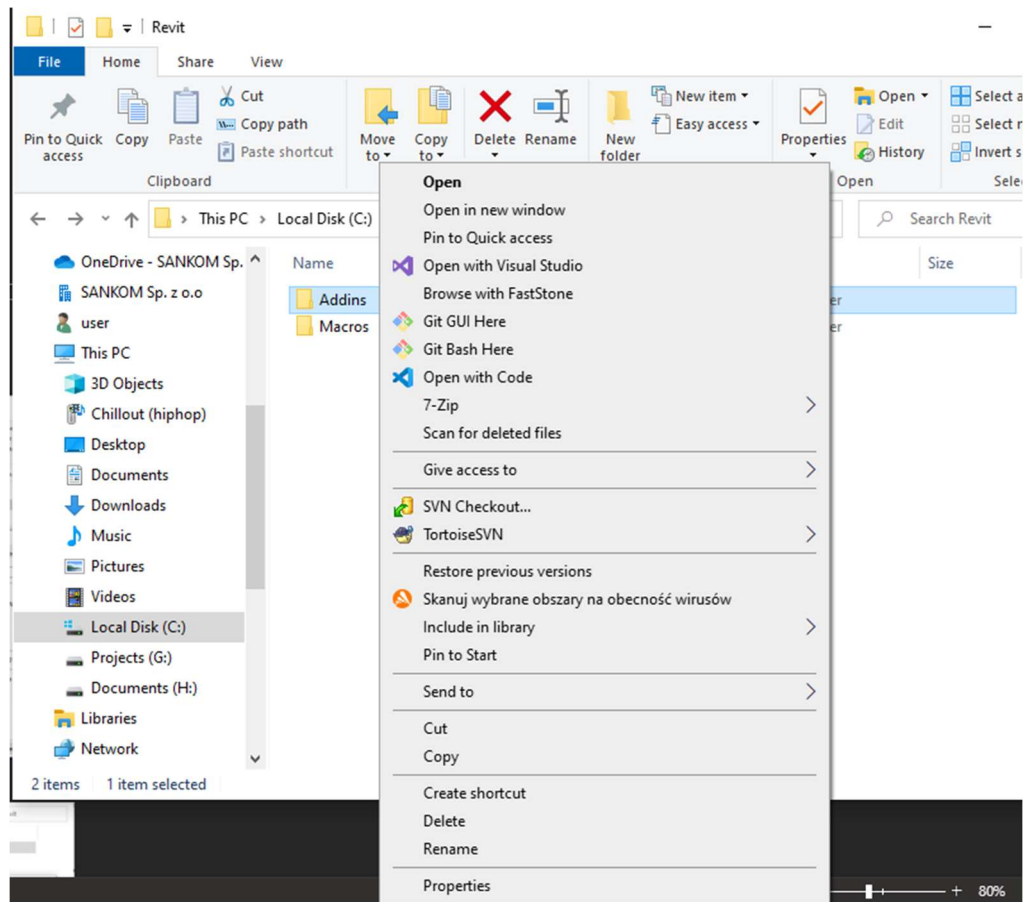 Revit
File Home Share View
Pin to Quick access
Copy
Paste
Cut
Copy path
Paste shortcut
Clipboard
Move to
Copy to
Delete
Rename
New folder
New item
Easy access
Properties
Open
Edit
History
Open
Select a
Select n
Invert s
Sele
This PC > Local Disk (C:)
Search Revit
OneDrive - SANKOM Sp.
SANKOM Sp. z o.o
user
This PC
3D Objects
Chillout (hiphop)
Desktop
Documents
Downloads
Music
Pictures
Videos
Local Disk (C:)
Projects (G:)
Documents (H:)
Libraries
Network
Name
Size
Addins
er
Macros
er
Open
Open in new window
Pin to Quick access
Open with Visual Studio
Browse with FastStone
Git GUI Here
Git Bash Here
Open with Code
7-Zip
Scan for deleted files
Give access to
SVN Checkout...
TortoiseSVN
Restore previous versions
Skanuj wybrane obszary na obecność wirusów
Include in library
Pin to Start
Send to
Cut
Copy
Create shortcut
Delete
Rename
Properties
2 items 1 item selected
80%